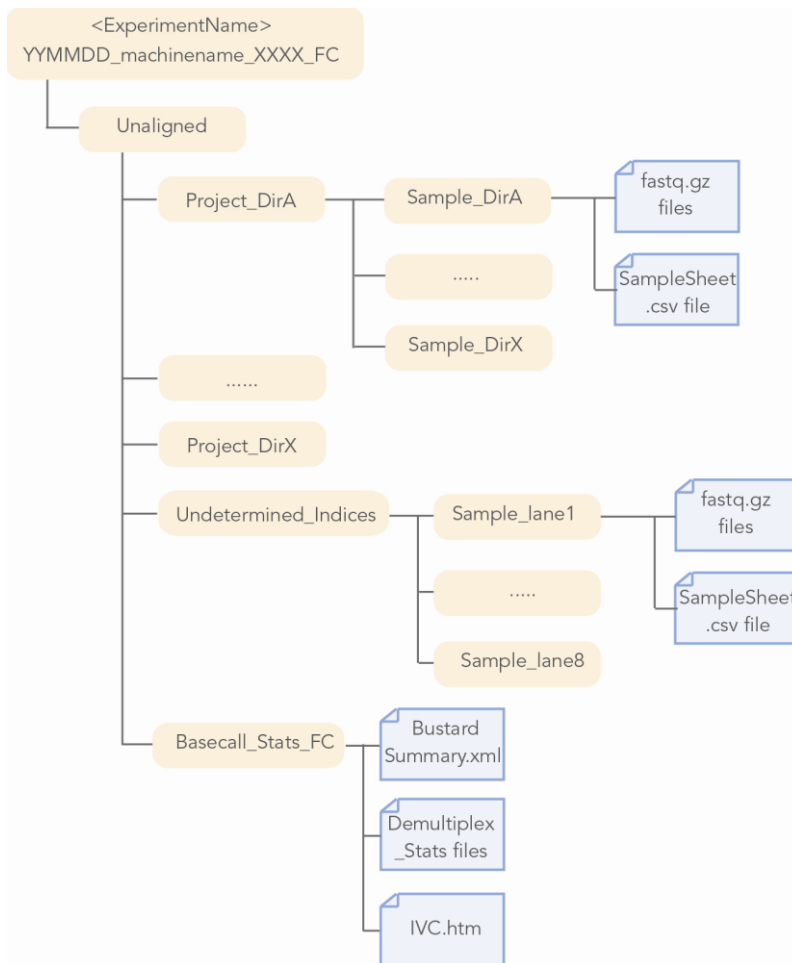 <ExperimentName>
YYMMDD_machinename_XXXX_FC
Unaligned
Project_DirA
Sample_DirA
fastq.gz
files
.....
SampleSheet
.csv file
Sample_DirX
......
Project_DirX
Undetermined_Indices
Sample_lane1
fastq.gz
files
.....
SampleSheet
.csv file
Sample_lane8
Basecall_Stats_FC
Bustard
Summary.xml
Demultiplex
_Stats files
IVC.htm